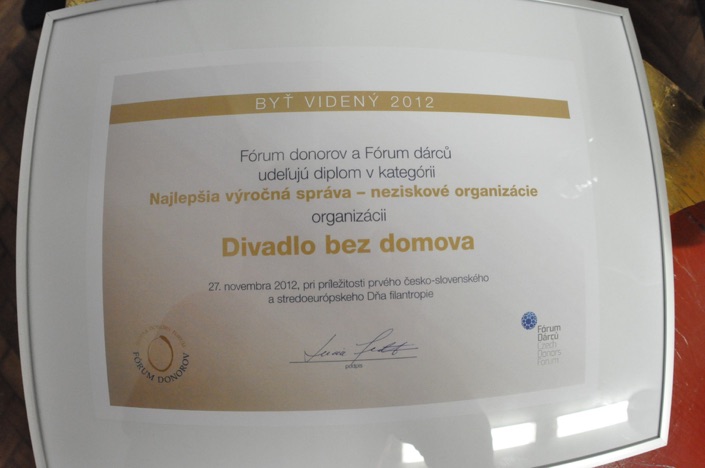 BYŤ VIDENÝ 2012
Fórum donorov a Fórum dárců
udeľujú diplom v kategórii
Najlepšia výročná správa – neziskové organizácie
organizácii
Divadlo bez domova
27. novembra 2012, pri príležitosti prvého česko-slovenského
a stredoeurópskeho Dňa filantropie
podpis
FÓRUM DONOROV
Fórum
Dárců
Czech
Donors
Forum